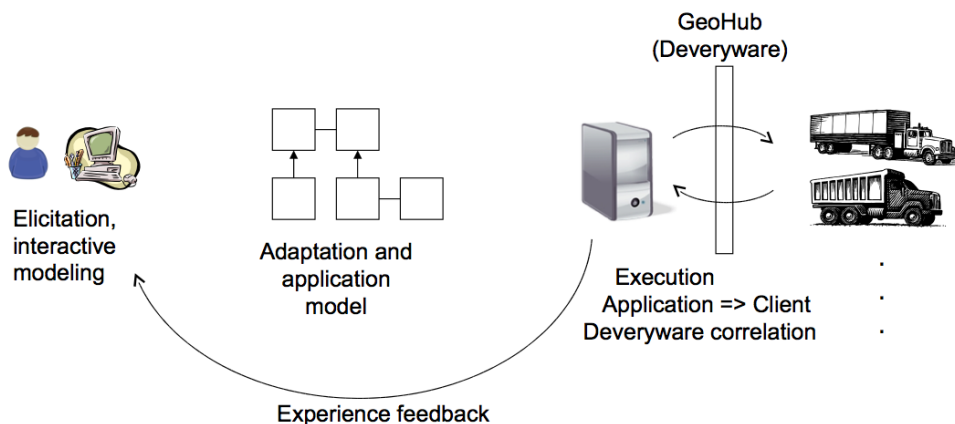 GeoHub
(Deveryware)
Elicitation,
interactive
modeling
Adaptation and
application
model
Execution
Application => Client
Deveryware correlation
Experience feedback